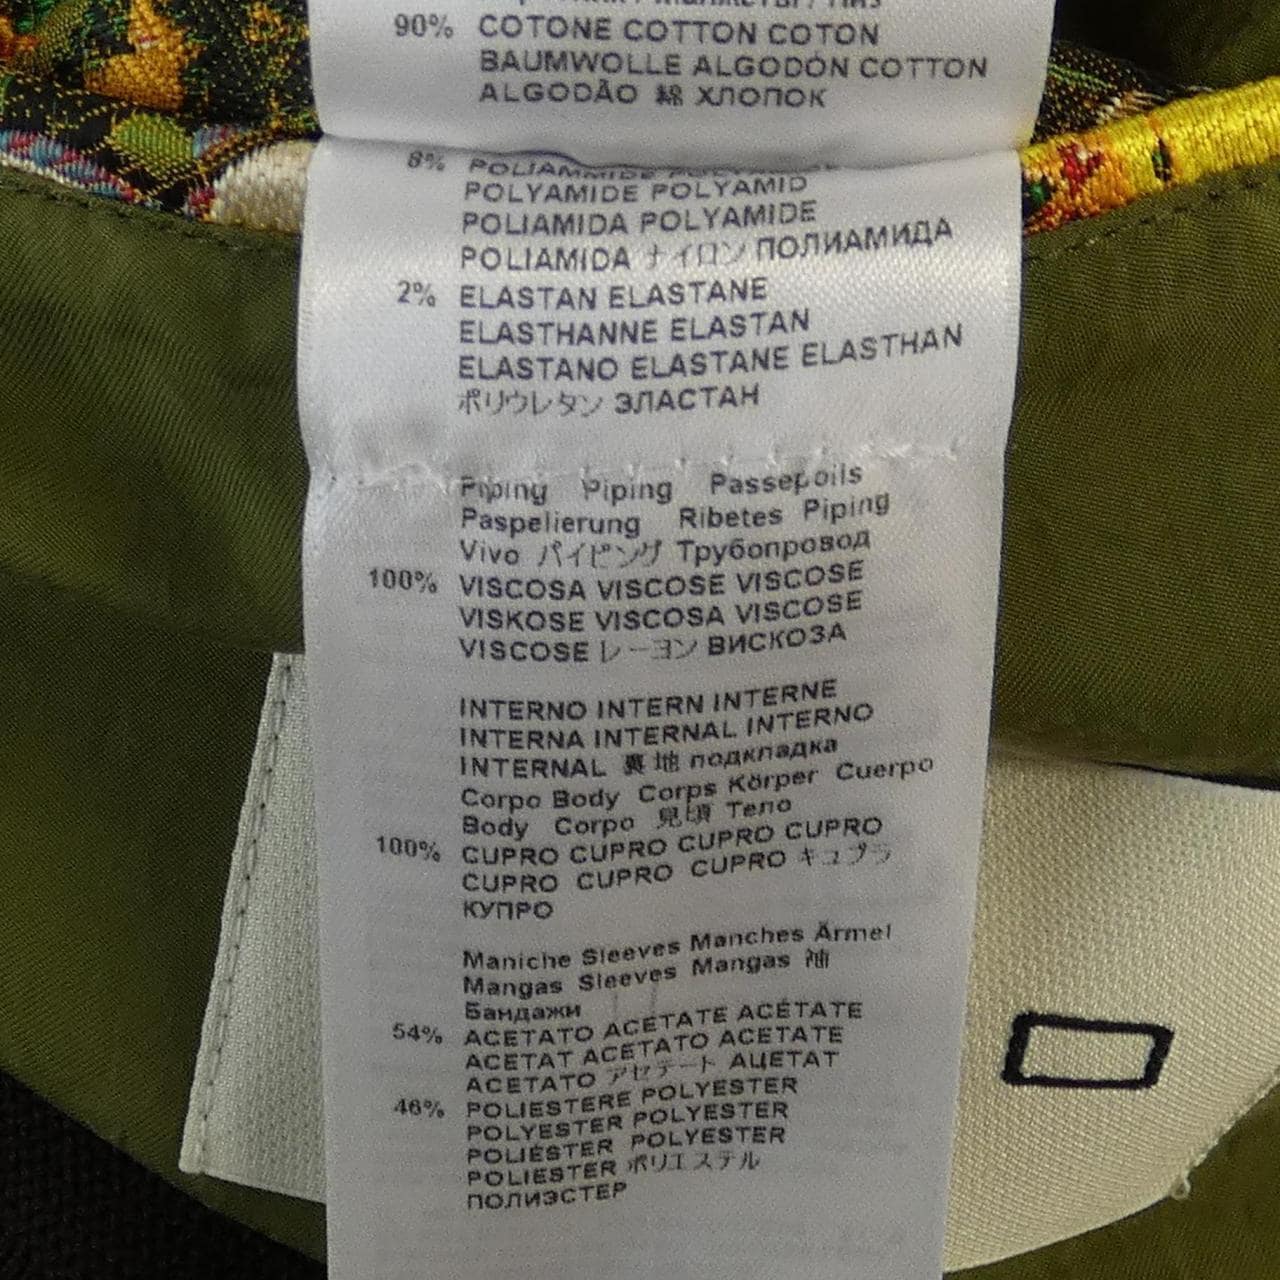 90% COTONE COTTON COTON
BAUMWOLLE ALGODÓN COTTON
ALGODÃO 綿 ХЛОПОК
8% POLIAMMIDE
POLYAMIDE POLYAMID
POLIAMIDA POLYAMIDE
POLIAMIDA ナイロン ПОЛИАМИДА
2% ELASTAN ELASTANE
ELASTHANNE ELASTAN
ELASTANO ELASTANE ELASTHAN
ポリウレタン ЭЛАСТАН
Piping Piping Passepoils
Paspelierung Ribetes Piping
Vivo パイピング Трубопровод
100% VISCOSA VISCOSE VISCOSE
VISKOSE VISCOSA VISCOSE
VISCOSE レーヨン ВИСКОЗА
INTERNO INTERN INTERNE
INTERNA INTERNAL INTERNO
INTERNAL 裏地 подкладка
Corpo Body Corps Körper Cuerpo
Body Corpo 見頃 Тело
100% CUPRO CUPRO CUPRO CUPRO
CUPRO CUPRO CUPRO キュプラ
КУПРО
Maniche Sleeves Manches Ärmel
Mangas Sleeves Mangas 袖
Бандажи
54% ACETATO ACETATE ACÉTATE
ACETAT ACETATO ACETATE
ACETATO アセテート АЦЕТАТ
46% POLIESTERE POLYESTER
POLYESTER POLYESTER
POLIÉSTER POLYESTER
POLIESTER ポリエステル
ПОЛИЭСТЕР